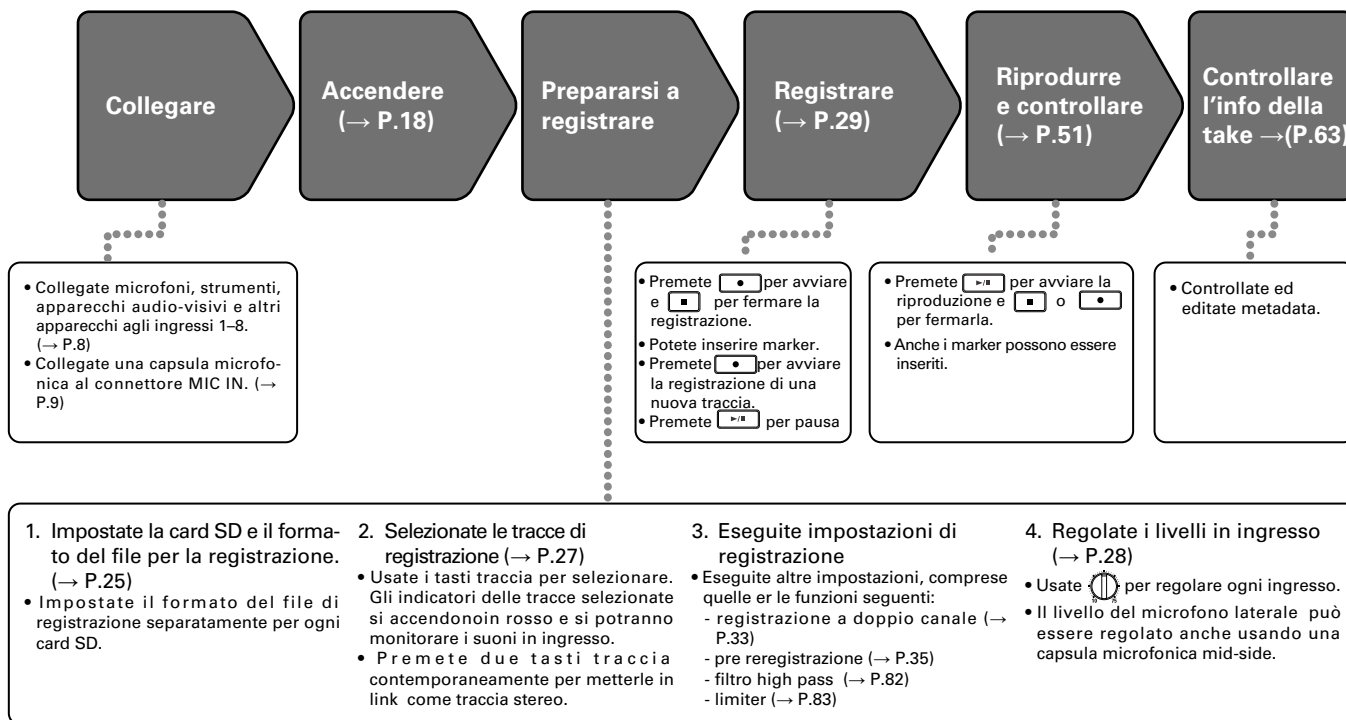 Collegare
Accendere
(→ P.18)
Prepararsi a
registrare
Registrare
(→ P.29)
Riprodurre
e controllare
(→ P.51)
Controllare
l’info della
take →(P.63)
• Collegate microfoni, strumenti,
apparecchi audio-visivi e altri
apparecchi agli ingressi 1–8.
(→ P.8)
• Collegate una capsula microfo-
nica al connettore MIC IN. (→
P.9)
• Premete per avviare
e per fermare la
registrazione.
• Potete inserire marker.
• Premete per avviare
la registrazione di una
nuova traccia.
• Premete per pausa
• Premete per avviare la
riproduzione e o
per fermarla.
• Anche i marker possono essere
inseriti.
• Controllate ed
editate metadata.
1. Impostate la card SD e il forma-
to del file per la registrazione.
(→ P.25)
• Impostate il formato del file di
registrazione separatamente per ogni
card SD.
2. Selezionate le tracce di
registrazione (→ P.27)
• Usate i tasti traccia per selezionare.
Gli indicatori delle tracce selezionate
si accendonoin rosso e si potranno
monitorare i suoni in ingresso.
• Premete due tasti traccia
contemporaneamente per metterle in
link come traccia stereo.
3. Eseguite impostazioni di
registrazione
• Eseguite altre impostazioni, comprese
quelle er le funzioni seguenti:
- registrazione a doppio canale (→
P.33)
- pre reregistrazione (→ P.35)
- filtro high pass (→ P.82)
- limiter (→ P.83)
4. Regolate i livelli in ingresso
(→ P.28)
• Usate per regolare ogni ingresso.
• Il livello del microfono laterale può
essere regolato anche usando una
capsula microfonica mid-side.